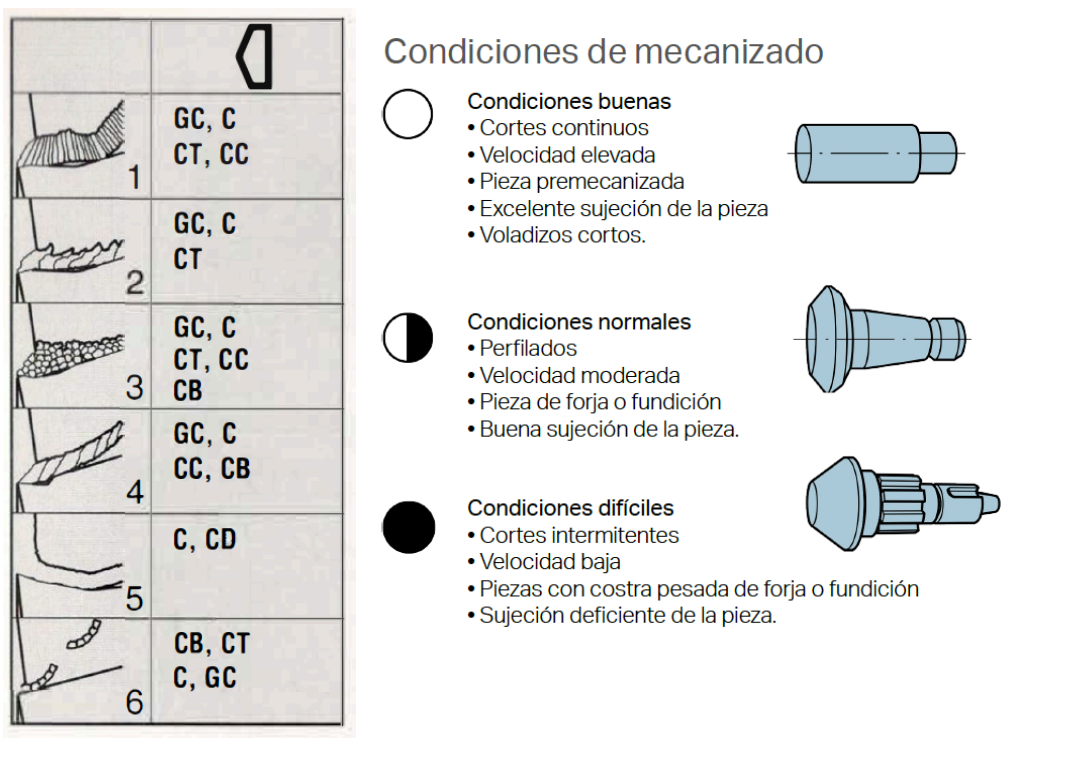 GC, C
CT, CC
1
GC, C
CT
2
GC, C
CT, CC
CB
3
GC, C
CC, CB
4
C, CD
5
CB, CT
C, GC
6
Condiciones de mecanizado
Condiciones buenas
• Cortes continuos
• Velocidad elevada
• Pieza premecanizada
• Excelente sujeción de la pieza
• Voladizos cortos.
Condiciones normales
• Perfilados
• Velocidad moderada
• Pieza de forja o fundición
• Buena sujeción de la pieza.
Condiciones difíciles
• Cortes intermitentes
• Velocidad baja
• Piezas con costra pesada de forja o fundición
• Sujeción deficiente de la pieza.